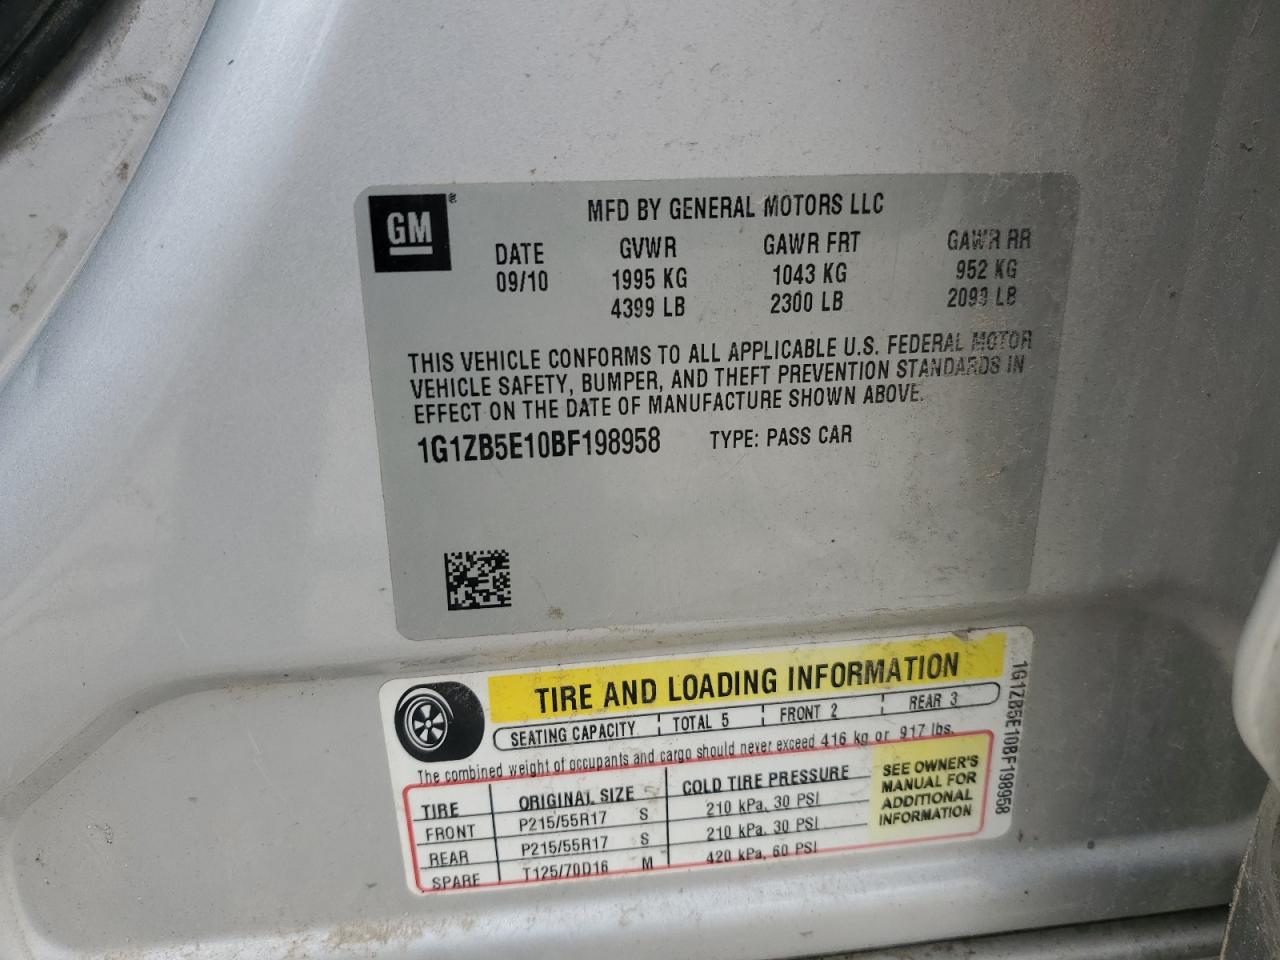 GM®
MFD BY GENERAL MOTORS LLC
DATE GVWR GAWR FRT GAWR RR
09/10 1995 KG 1043 KG 952 KG
4399 LB 2300 LB 2099 LB
THIS VEHICLE CONFORMS TO ALL APPLICABLE U.S. FEDERAL MOTOR
VEHICLE SAFETY, BUMPER, AND THEFT PREVENTION STANDARDS IN
EFFECT ON THE DATE OF MANUFACTURE SHOWN ABOVE.
1G1ZB5E10BF198958 TYPE: PASS CAR
TIRE AND LOADING INFORMATION
SEATING CAPACITY TOTAL 5 FRONT 2 REAR 3
The combined weight of occupants and cargo should never exceed 416 kg or 917 lbs.
TIRE ORIGINAL SIZE COLD TIRE PRESSURE
FRONT P215/55R17 S 210 kPa, 30 PSI
REAR P215/55R17 S 210 kPa, 30 PSI
SPARE T125/70D16 M 420 kPa, 60 PSI
SEE OWNER'S
MANUAL FOR
ADDITIONAL
INFORMATION
1G1ZB5E10BF198958